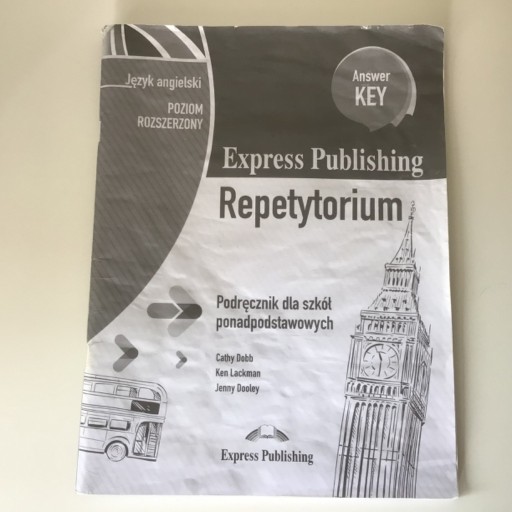 Język angielski
POZIOM
ROZSZERZONY
Answer
KEY
Express Publishing
Repetytorium
Podręcznik dla szkół
ponadpodstawowych
Cathy Dobb
Ken Lackman
Jenny Dooley
Express Publishing